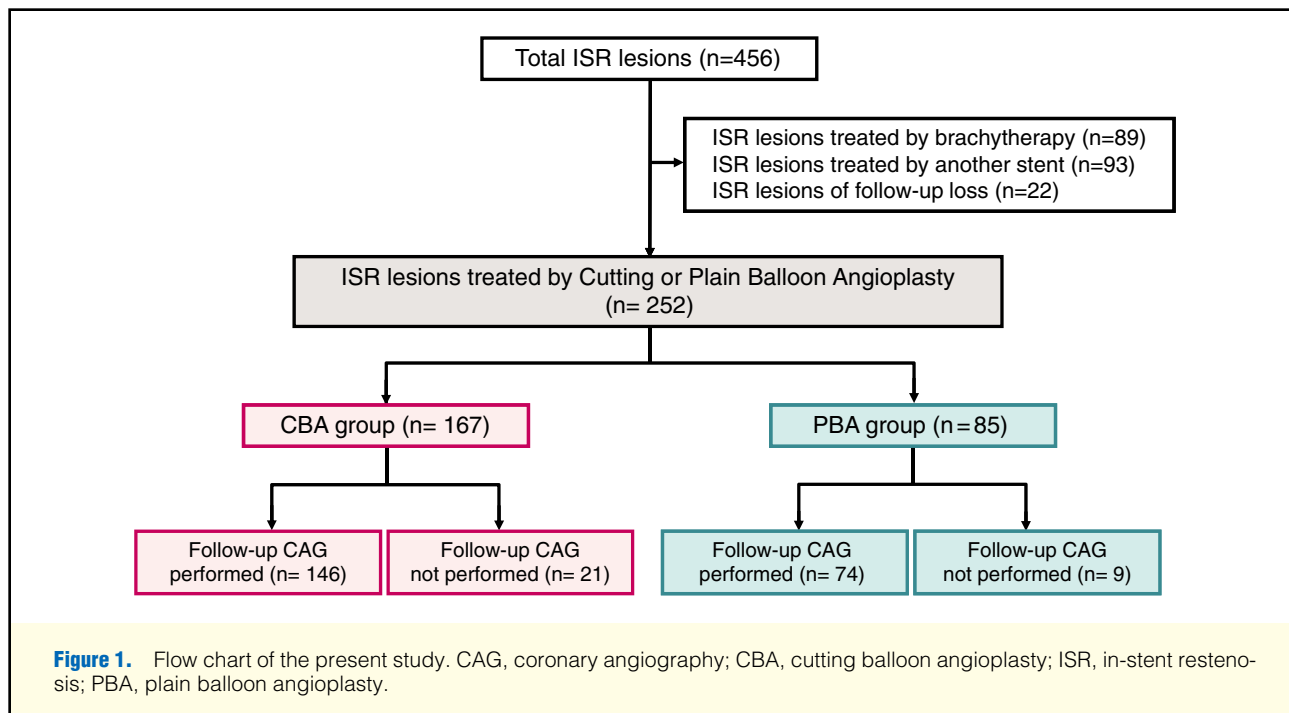 Total ISR lesions (n=456)
ISR lesions treated by brachytherapy (n=89)
ISR lesions treated by another stent (n=93)
ISR lesions of follow-up loss (n=22)
ISR lesions treated by Cutting or Plain Balloon Angioplasty
(n= 252)
CBA group (n= 167)
PBA group (n=85)
Follow-up CAG
performed (n= 146)
Follow-up CAG
not performed (n= 21)
Follow-up CAG
performed (n= 74)
Follow-up CAG
not performed (n= 9)
Figure 1. Flow chart of the present study. CAG, coronary angiography; CBA, cutting balloon angioplasty; ISR, in-stent resteno-
sis; PBA, plain balloon angioplasty.